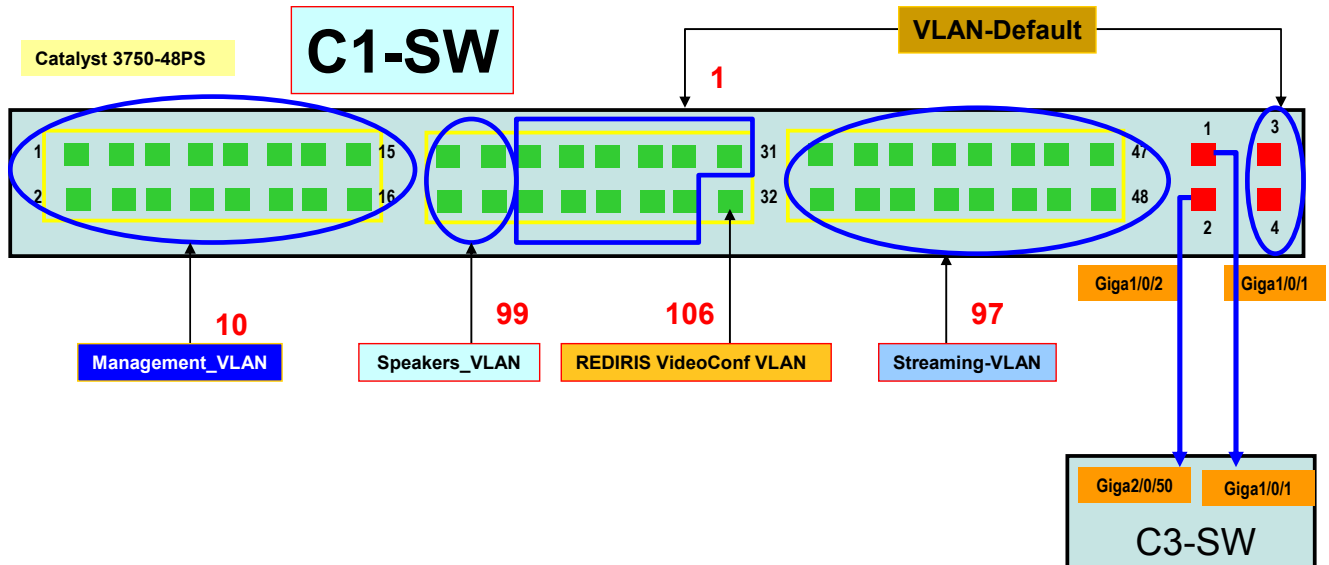 VLAN-Default
C1-SW
Catalyst 3750-48PS
1
1
3
1
15
31
47
2
16
32
48
2
4
Giga1/0/2
Giga1/0/1
10
99
106
97
Management_VLAN
Speakers_VLAN
REDIRIS VideoConf VLAN
Streaming-VLAN
Giga2/0/50
Giga1/0/1
C3-SW